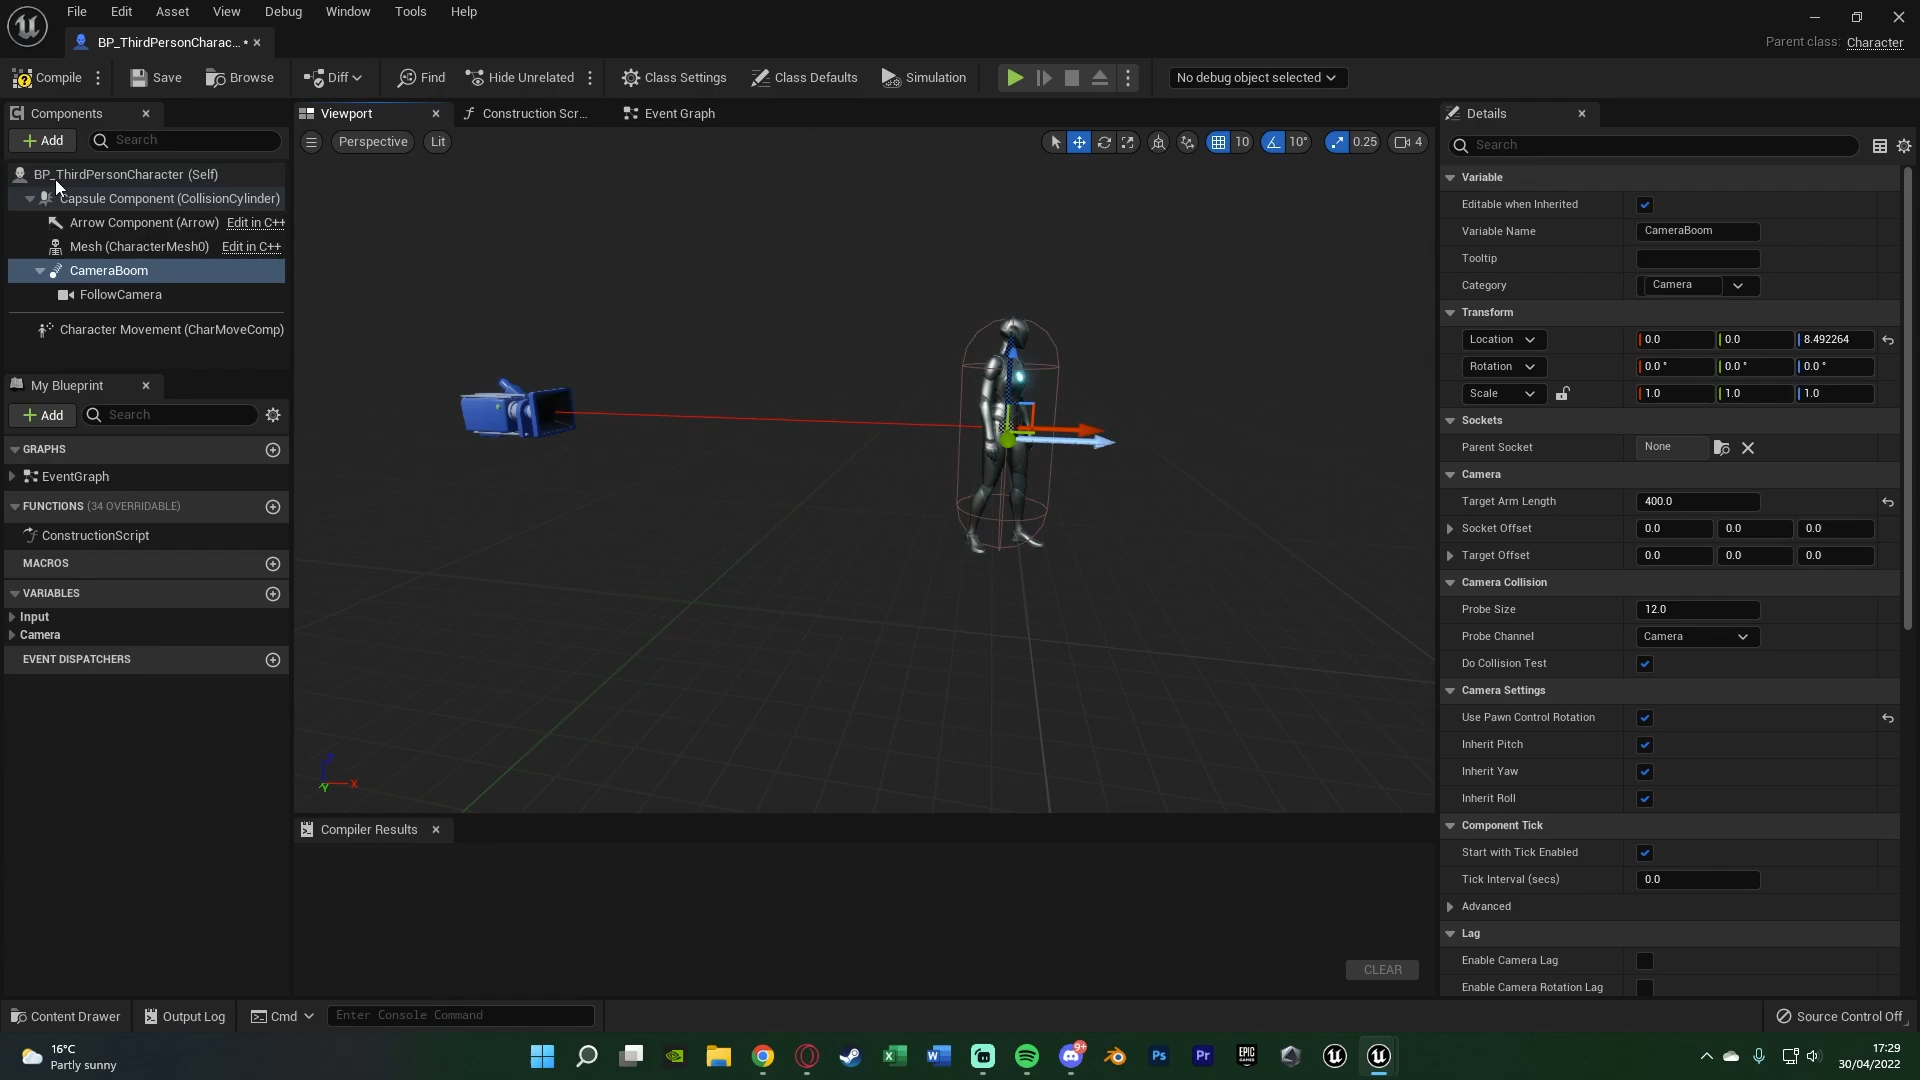 File Edit Asset View Debug Window Tools Help
BP_ThirdPersonCharac... •
Parent class: Character
Compile Save Browse Diff Find Hide Unrelated Class Settings Class Defaults Simulation No debug object selected
Components
Add Search
BP_ThirdPersonCharacter (Self)
Capsule Component (CollisionCylinder)
Arrow Component (Arrow) Edit in C++
Mesh (CharacterMesh0) Edit in C++
CameraBoom
FollowCamera
Character Movement (CharMoveComp)
My Blueprint
Add Search
GRAPHS
EventGraph
FUNCTIONS (34 OVERRIDABLE)
ConstructionScript
MACROS
VARIABLES
Input
Camera
EVENT DISPATCHERS
Viewport Construction Scr... Event Graph
Perspective Lit 10 10° 0.25 4
X
Y
Compiler Results
CLEAR
Details
Search
Variable
Editable when Inherited
Variable Name CameraBoom
Tooltip
Category Camera
Transform
Location 0.0 0.0 8.492264
Rotation 0.0 ° 0.0 ° 0.0 °
Scale 1.0 1.0 1.0
Sockets
Parent Socket None
Camera
Target Arm Length 400.0
Socket Offset 0.0 0.0 0.0
Target Offset 0.0 0.0 0.0
Camera Collision
Probe Size 12.0
Probe Channel Camera
Do Collision Test
Camera Settings
Use Pawn Control Rotation
Inherit Pitch
Inherit Yaw
Inherit Roll
Component Tick
Start with Tick Enabled
Tick Interval (secs) 0.0
Advanced
Lag
Enable Camera Lag
Enable Camera Rotation Lag
Content Drawer Output Log Cmd Enter Console Command Source Control Off
16°C
Partly sunny
9+
Ps Pr EPIC GAMES
17:29
30/04/2022